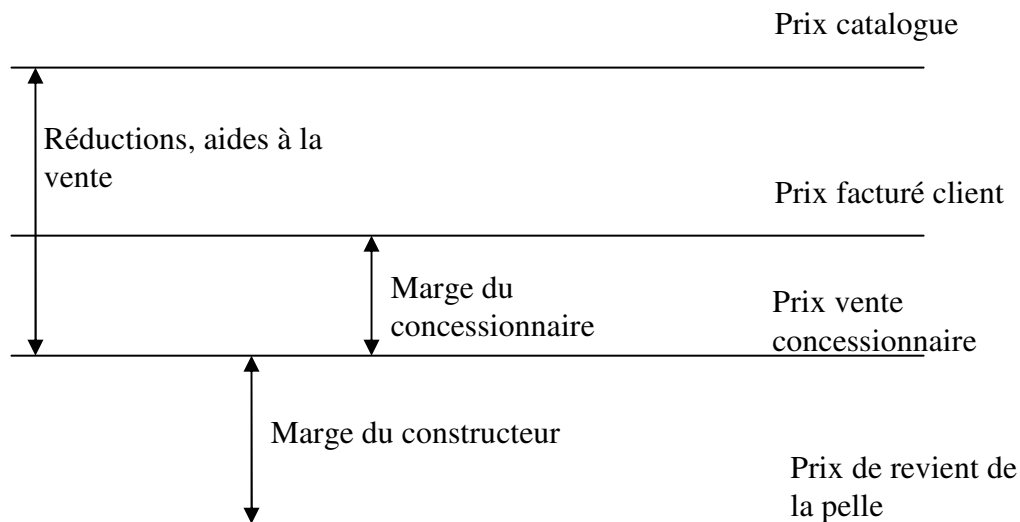 Prix catalogue
Réductions, aides à la
vente
Prix facturé client
Marge du
concessionnaire
Prix vente
concessionnaire
Marge du constructeur
Prix de revient de
la pelle